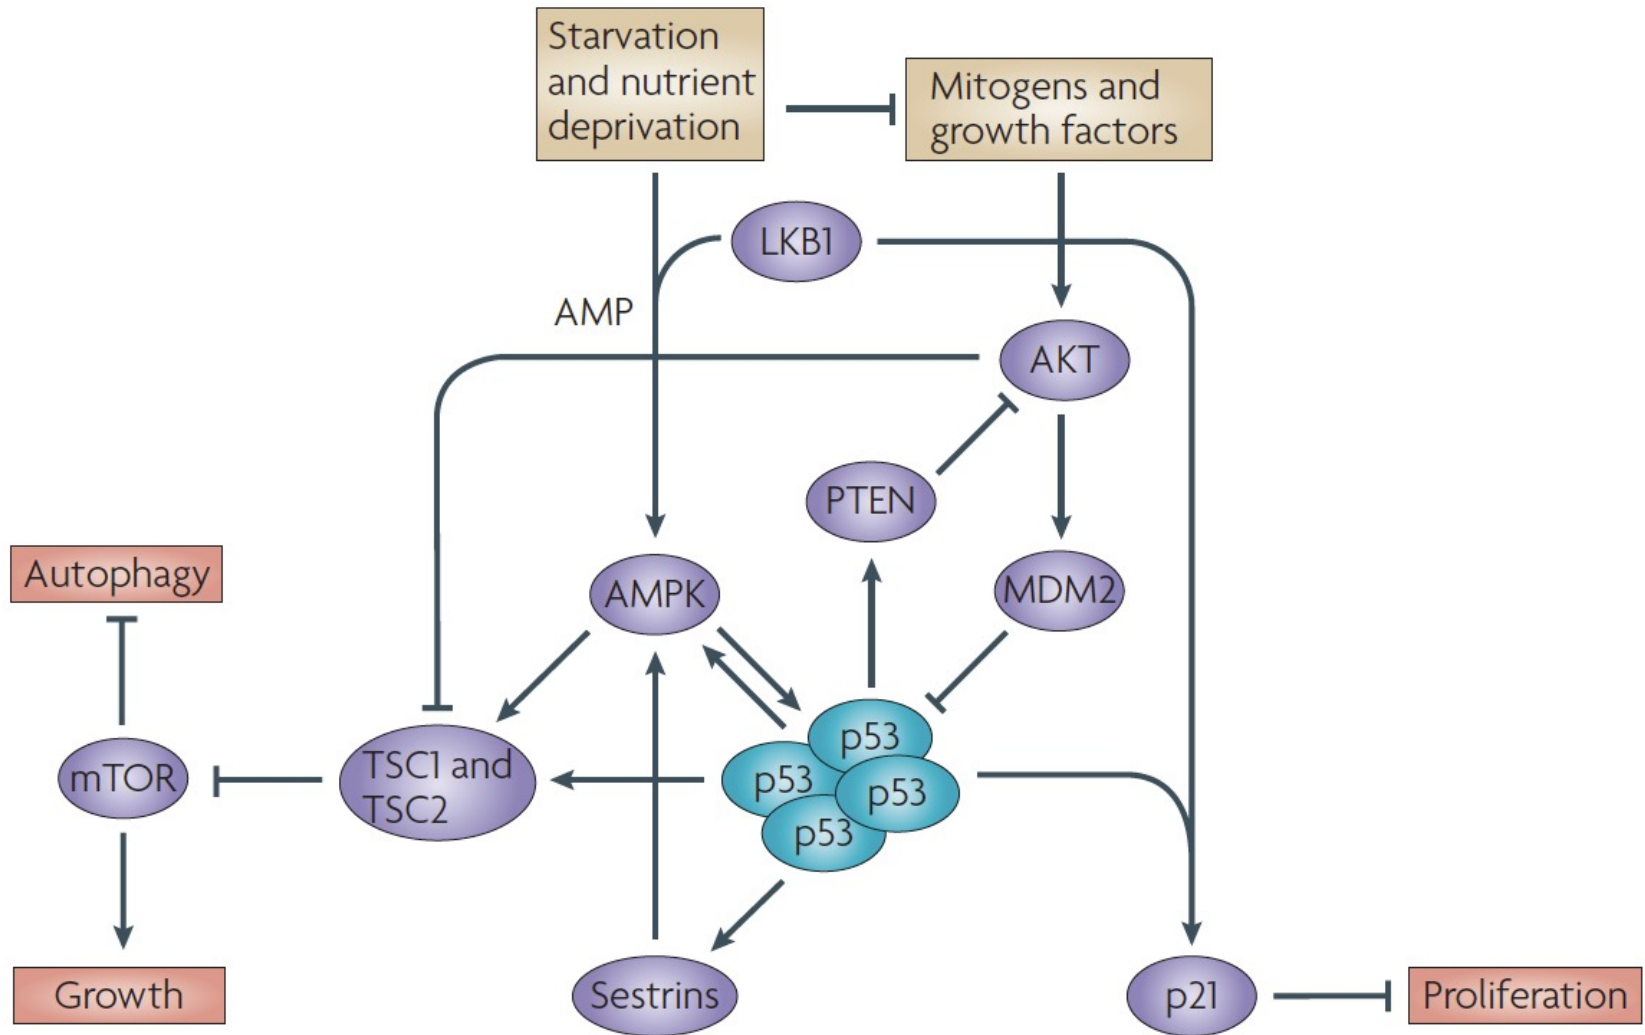 Starvation
and nutrient
deprivation
Mitogens and
growth factors
LKB1
AMP
AKT
PTEN
Autophagy
AMPK
MDM2
p53
mTOR
TSC1 and
TSC2
p53
p53
p53
Growth
Sestrins
p21
Proliferation